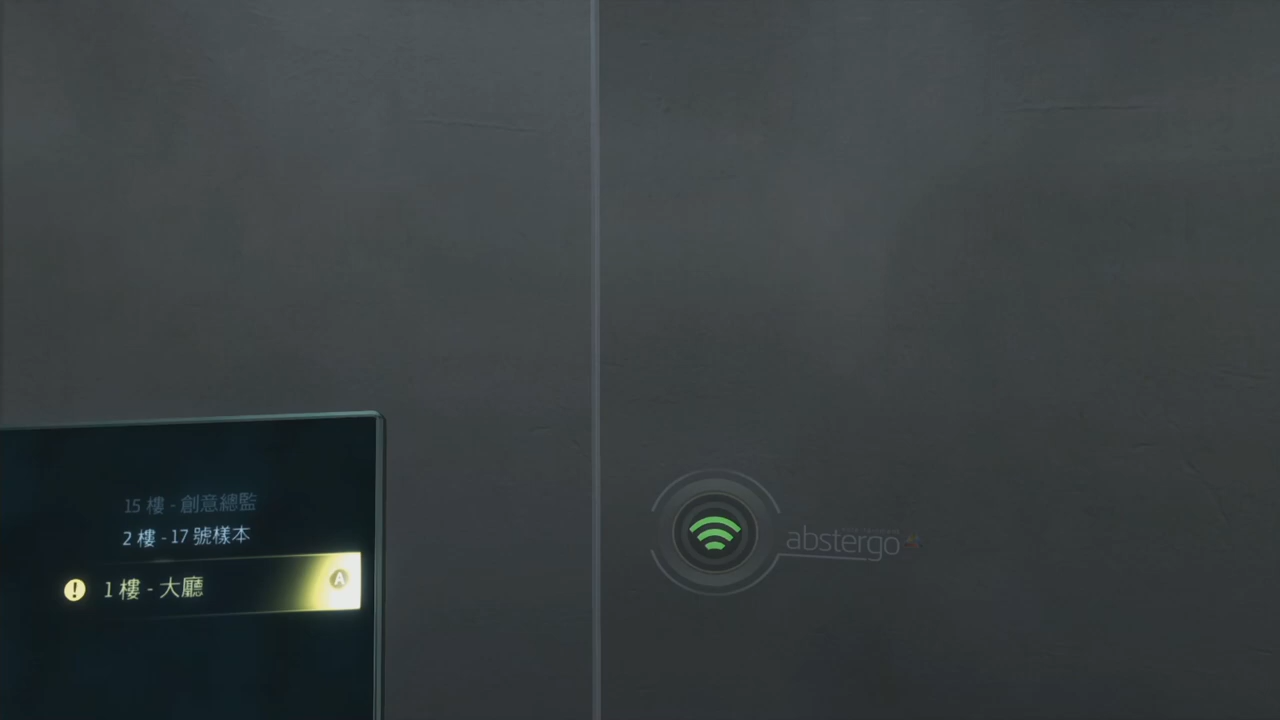 15 樓 - 創意總監
2 樓 - 17 號樣本
1 樓 - 大廳
A
abstergo